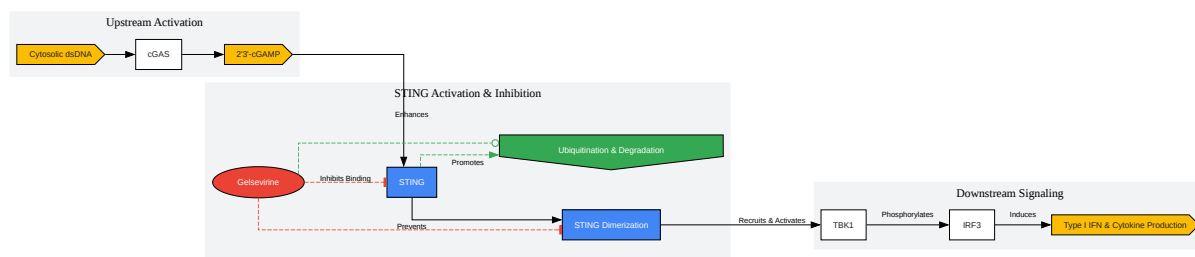 Upstream Activation
Cytosolic dsDNA
cGAS
2'3'-cGAMP
STING Activation & Inhibition
Enhances
Ubiquitination & Degradation
Promotes
Gelsevirine
Inhibits Binding
STING
Prevents
STING Dimerization
Recruits & Activates
Downstream Signaling
TBK1
Phosphorylates
IRF3
Induces
Type I IFN & Cytokine Production